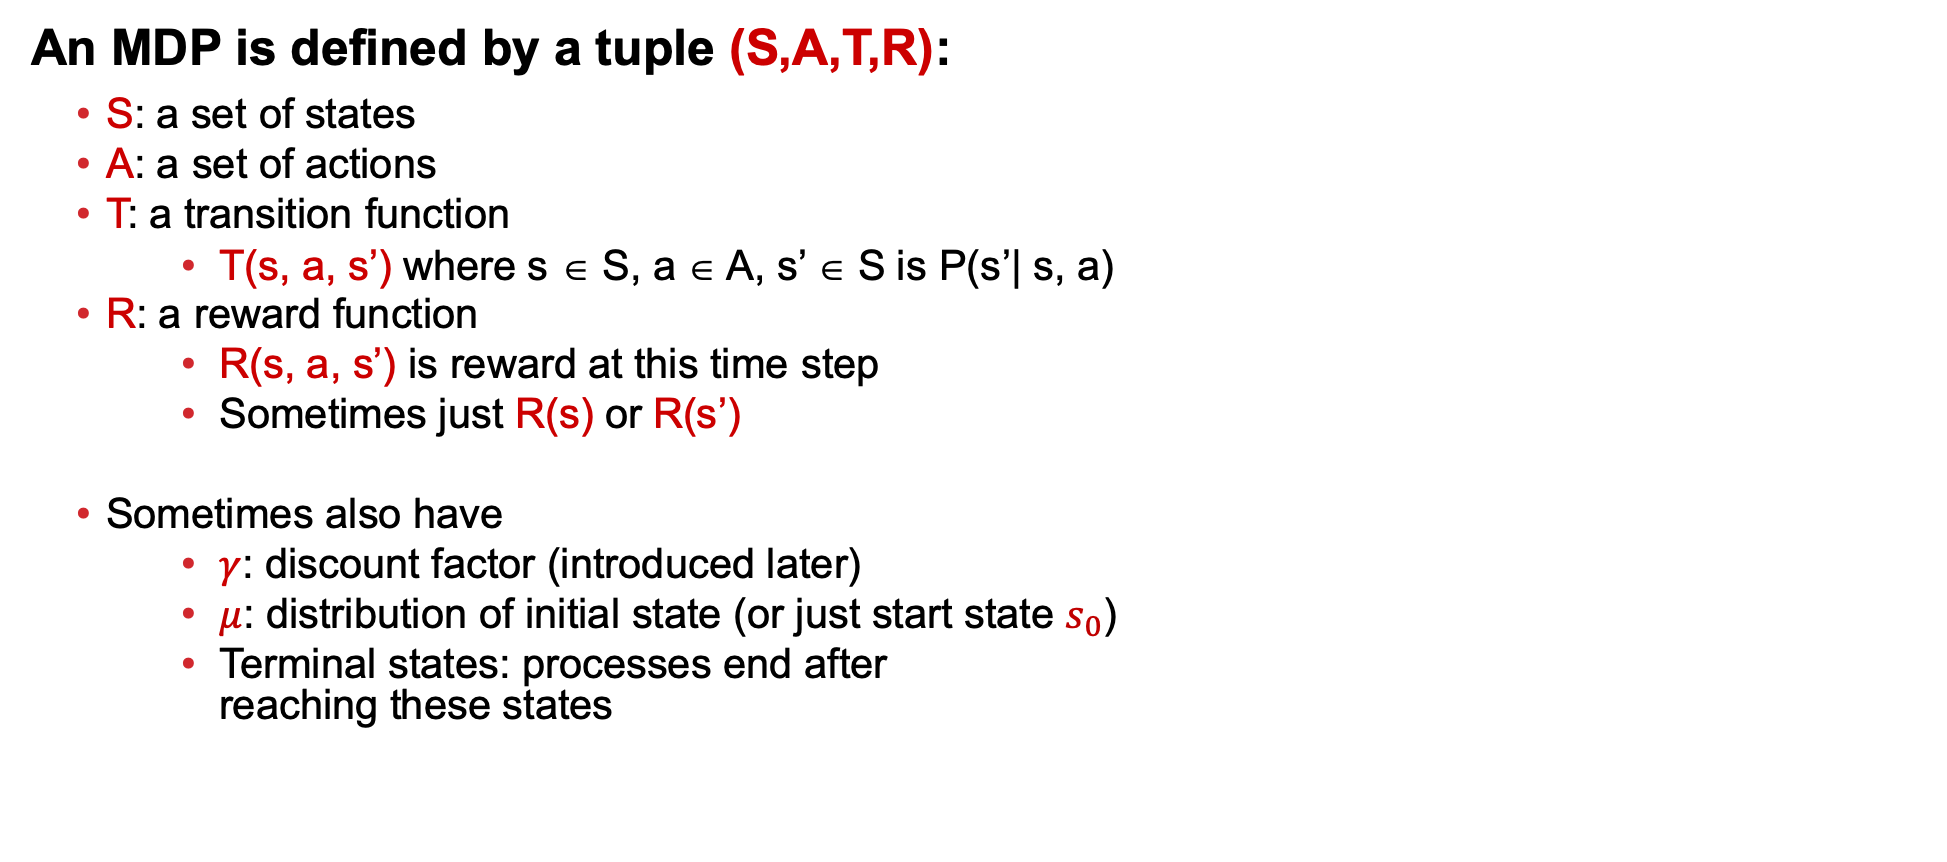 An MDP is defined by a tuple (S,A,T,R):
• S: a set of states
• A: a set of actions
• T: a transition function
• T(s, a, s’) where s ∈ S, a ∈ A, s’ ∈ S is P(s’| s, a)
• R: a reward function
• R(s, a, s’) is reward at this time step
• Sometimes just R(s) or R(s’)
• Sometimes also have
• γ: discount factor (introduced later)
• μ: distribution of initial state (or just start state s₀)
• Terminal states: processes end after
reaching these states